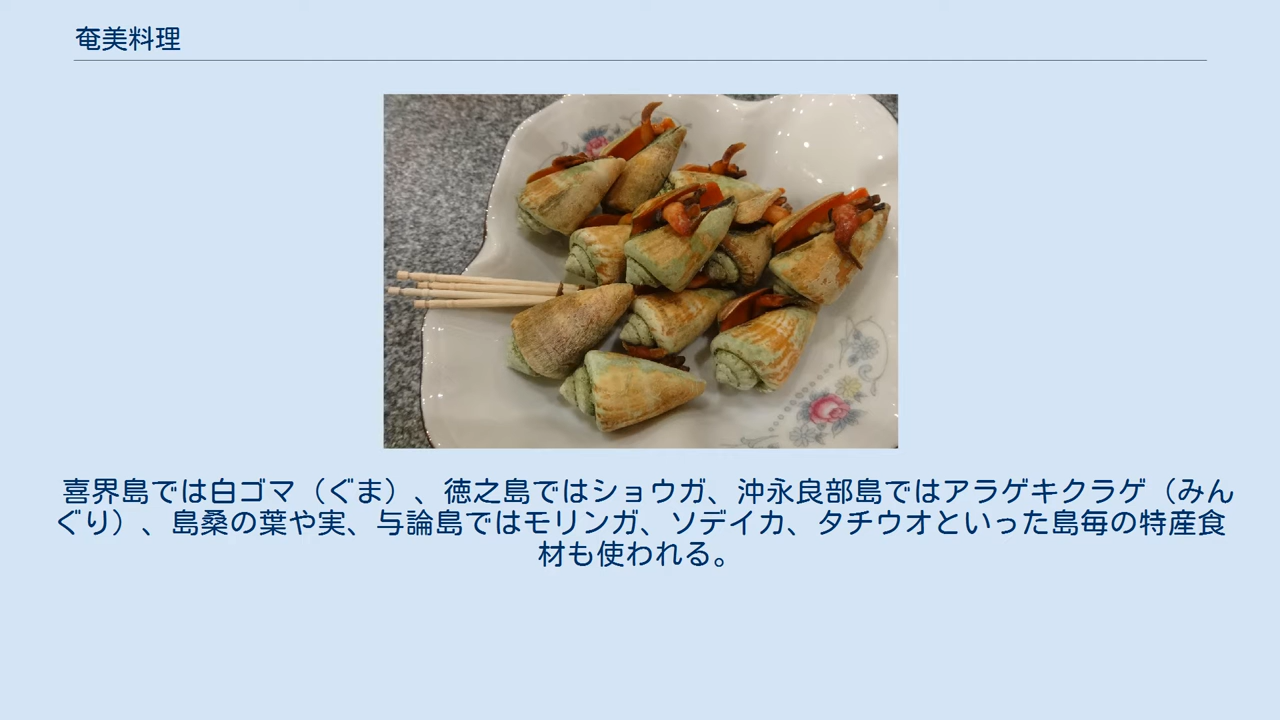 奄美料理
喜界島では白ゴマ（ぐま）、徳之島ではショウガ、沖永良部島ではアラゲキクラゲ（みん
ぐり）、島桑の葉や実、与論島ではモリンガ、ソデイカ、タチウオといった島毎の特産食
材も使われる。